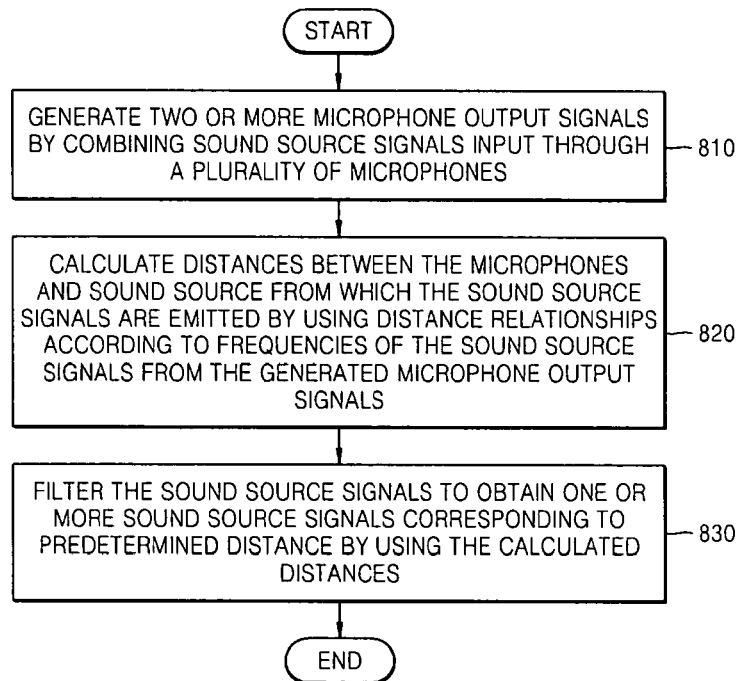 START
GENERATE TWO OR MORE MICROPHONE OUTPUT SIGNALS
BY COMBINING SOUND SOURCE SIGNALS INPUT THROUGH
A PLURALITY OF MICROPHONES
810
CALCULATE DISTANCES BETWEEN THE MICROPHONES
AND SOUND SOURCE FROM WHICH THE SOUND SOURCE
SIGNALS ARE EMITTED BY USING DISTANCE RELATIONSHIPS
ACCORDING TO FREQUENCIES OF THE SOUND SOURCE
SIGNALS FROM THE GENERATED MICROPHONE OUTPUT
SIGNALS
820
FILTER THE SOUND SOURCE SIGNALS TO OBTAIN ONE OR
MORE SOUND SOURCE SIGNALS CORRESPONDING TO
PREDETERMINED DISTANCE BY USING THE CALCULATED
DISTANCES
830
END